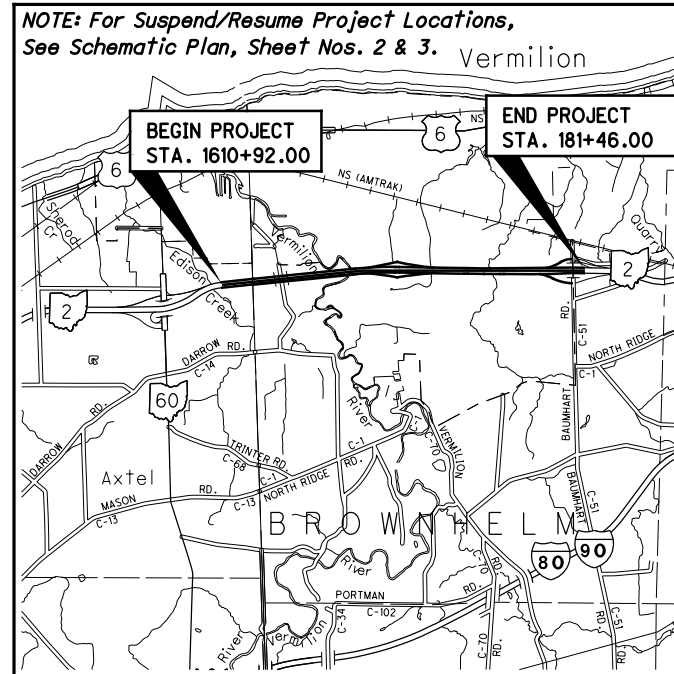 NOTE: For Suspend/Resume Project Locations,
See Schematic Plan, Sheet Nos. 2 & 3.
Vermilion
BEGIN PROJECT
STA. 1610+92.00
END PROJECT
STA. 181+46.00
NS
6
6
NS (AMTRAK)
Sherod
Cr
Vermilion
Quarry
Edison Creek
2
2
RD.
C-51
DARROW RD.
C-14
NORTH RIDGE
C-1
60
River
BAUMHART
DARROW RD.
TRINTER RD.
C-68
C-1
C-70
VERMILION
Axtel
C-1
RD.
NORTH RIDGE
C-13
MASON RD.
C-13
BAUMHART
C-51
BROWNHELM
80
90
River
C-70
RD.
PORTMAN
C-102
C-34
River
Vermilion
C-70
RD.
RD.
C-51